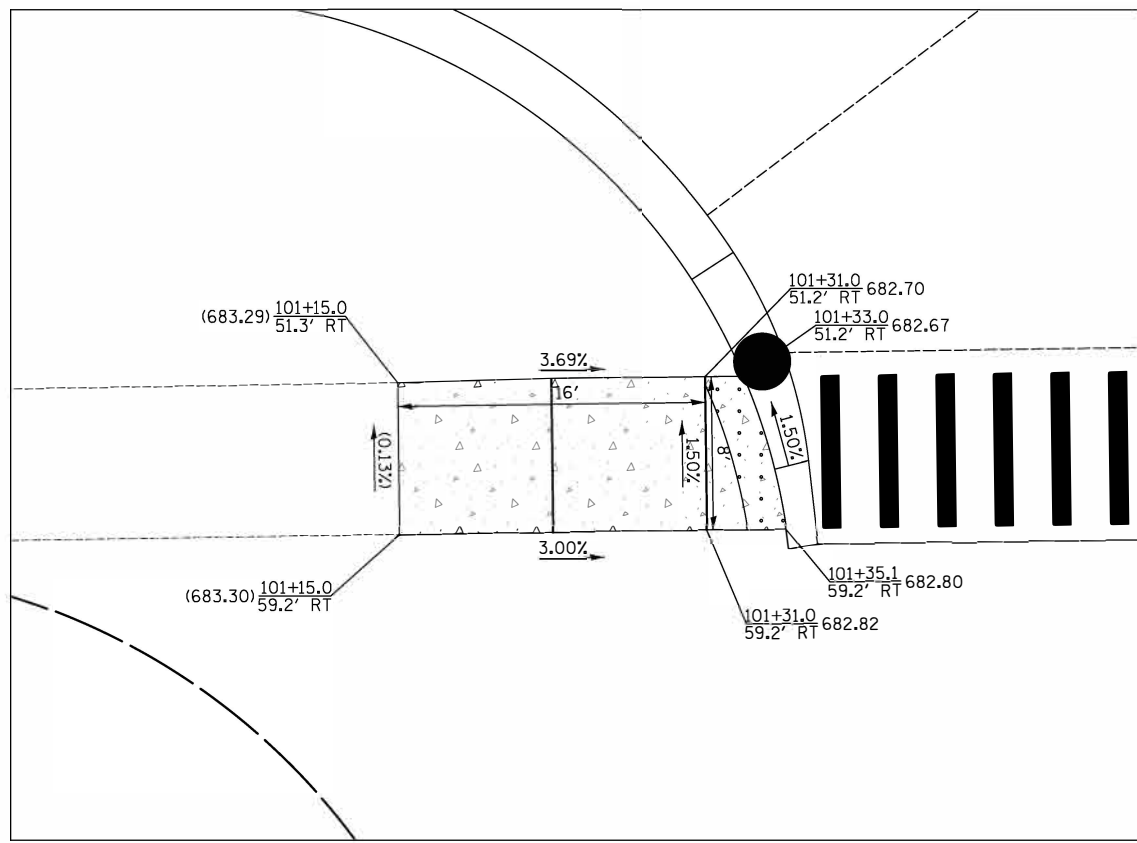 101+31.0
51.2' RT 682.70
(683.29) 101+15.0
51.3' RT
101+33.0
51.2' RT 682.67
3.69%
16'
(0.13%)
1.50%
8'
1.50%
3.00%
(683.30) 101+15.0
59.2' RT
101+35.1
59.2' RT 682.80
101+31.0
59.2' RT 682.82